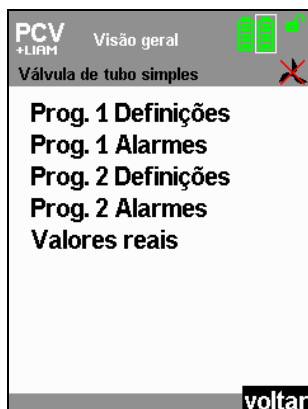 PCV
+LIAM
Visão geral
Válvula de tubo simples
Prog. 1 Definições
Prog. 1 Alarmes
Prog. 2 Definições
Prog. 2 Alarmes
Valores reais
voltar